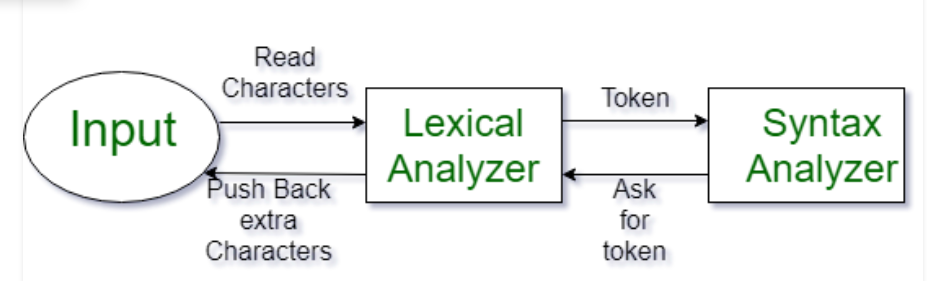 Read
Characters
Input
Push Back
extra
Characters
Lexical
Analyzer
Token
Ask
for
token
Syntax
Analyzer